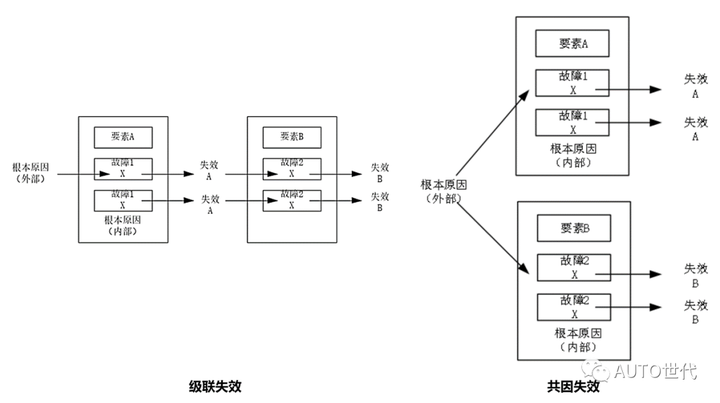 要素A
故障1
X
故障1
X
根本原因
（内部）
根本原因
（外部）
失效
A
失效
A
要素B
故障2
X
故障2
X
失效
B
失效
B
级联失效
要素A
故障1
X
故障1
X
根本原因
（内部）
失效
A
失效
A
根本原因
（外部）
要素B
故障2
X
故障2
X
根本原因
（内部）
失效
B
失效
B
共因失效
AUTO世代